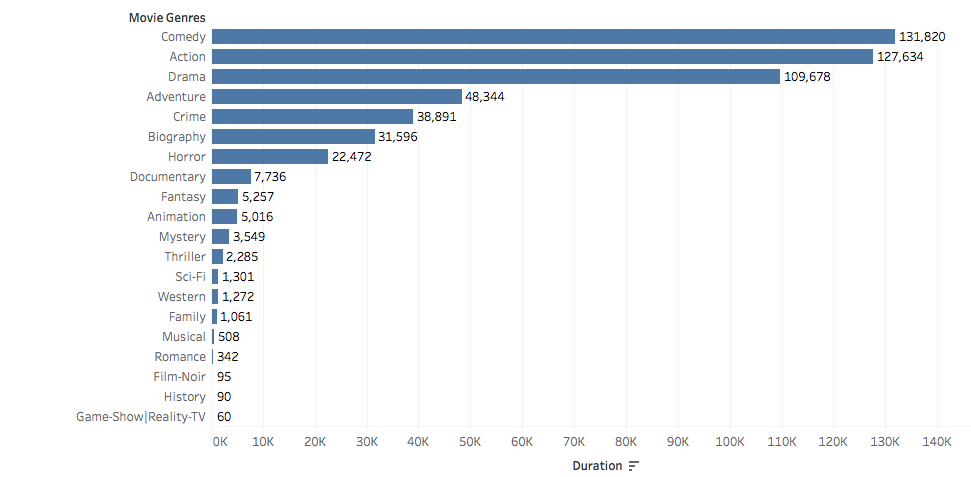 Movie Genres
Comedy 131,820
Action 127,634
Drama 109,678
Adventure 48,344
Crime 38,891
Biography 31,596
Horror 22,472
Documentary 7,736
Fantasy 5,257
Animation 5,016
Mystery 3,549
Thriller 2,285
Sci-Fi 1,301
Western 1,272
Family 1,061
Musical 508
Romance 342
Film-Noir 95
History 90
Game-Show|Reality-TV 60
0K 10K 20K 30K 40K 50K 60K 70K 80K 90K 100K 110K 120K 130K 140K
Duration